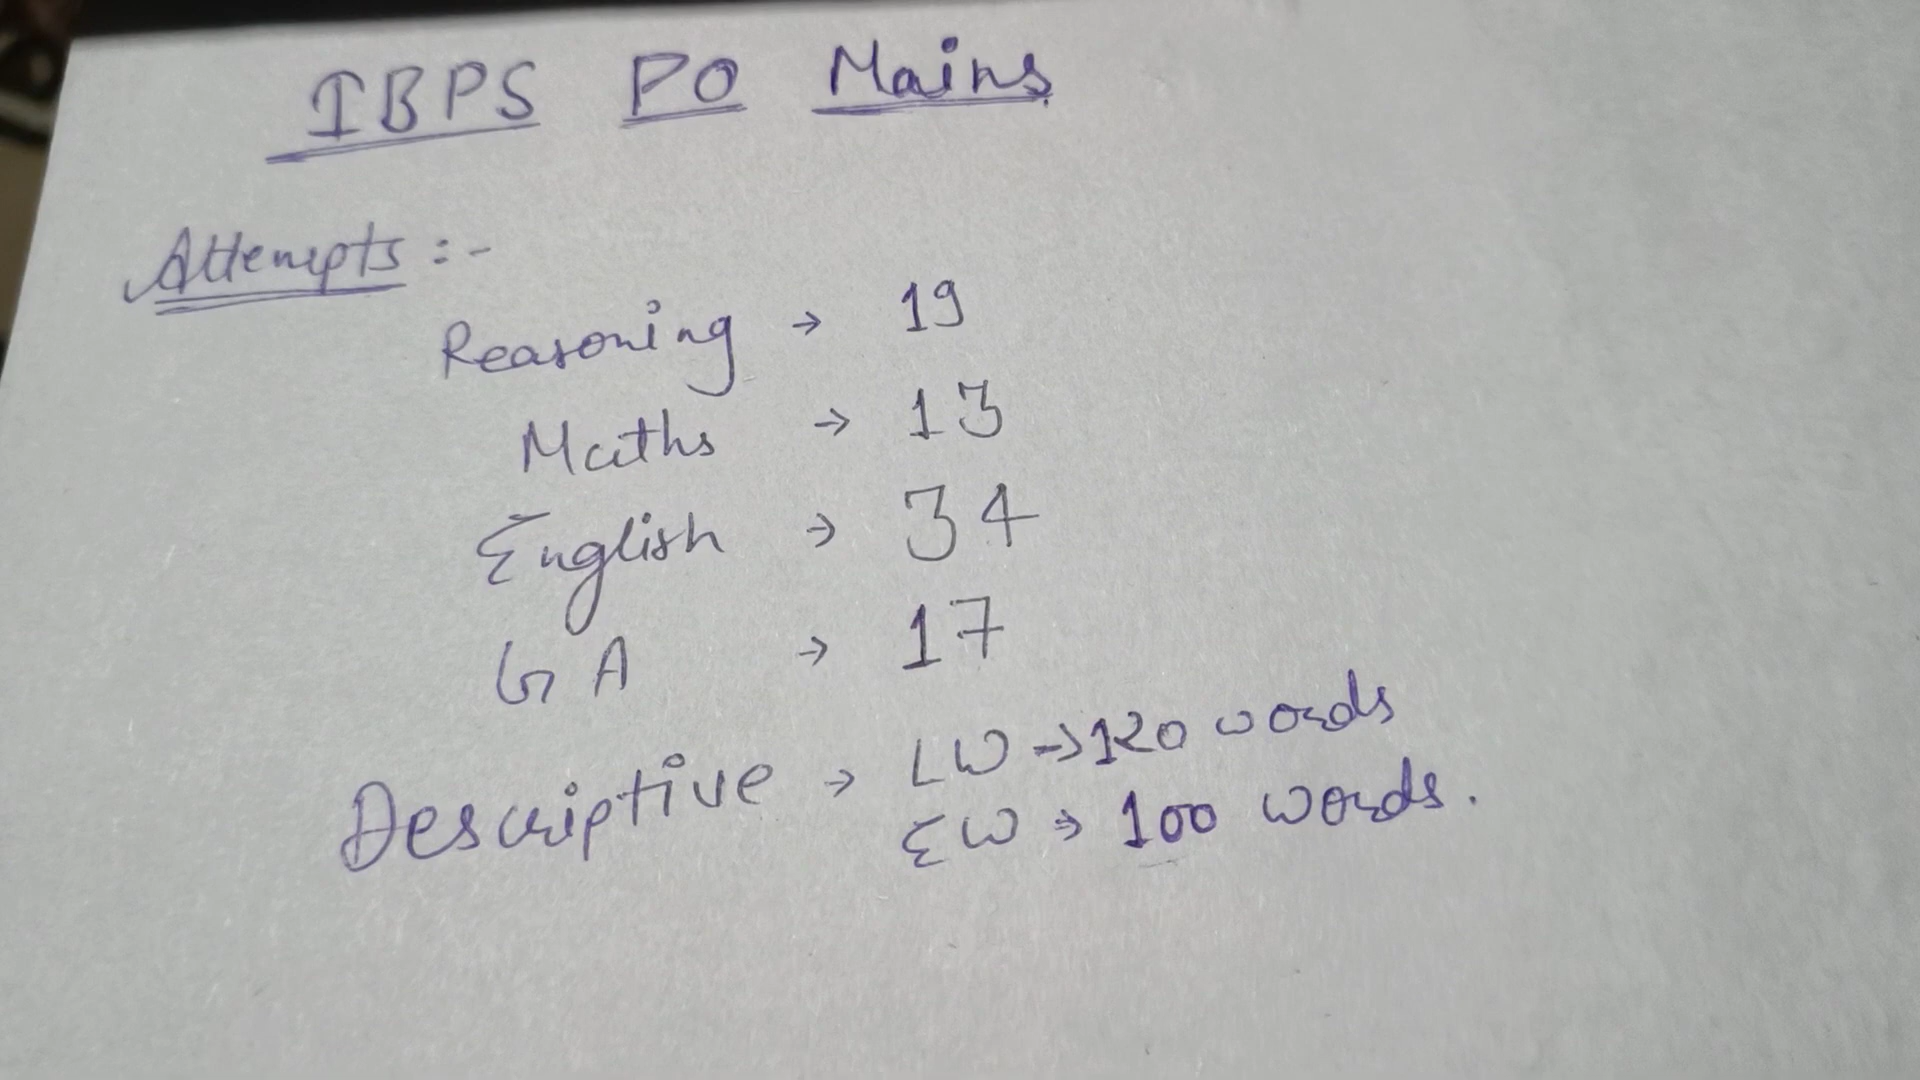 IBPS PO Mains
Attempts :-
Reasoning → 19
Maths → 13
English → 34
GA → 17
Descriptive → LW → 120 words
EW → 100 words.